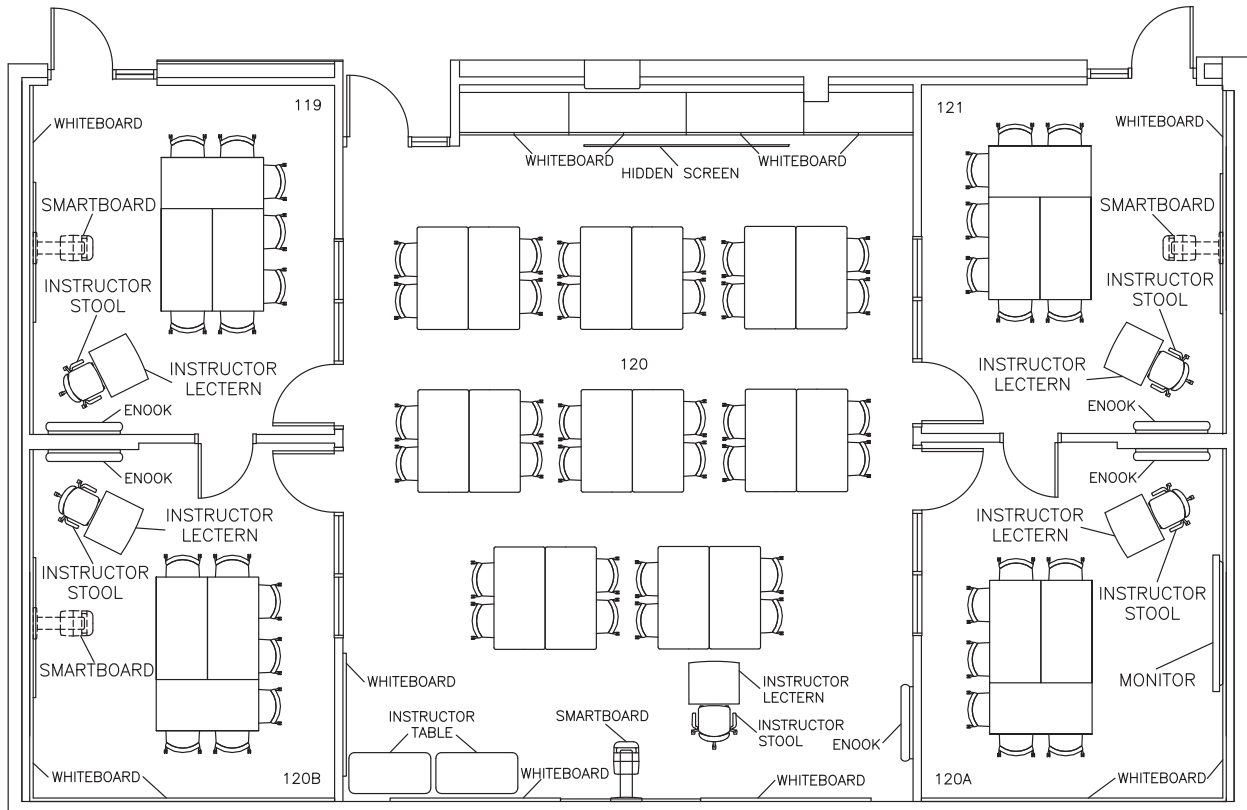 119
WHITEBOARD
SMARTBOARD
INSTRUCTOR
STOOL
INSTRUCTOR
LECTERN
ENOOK
WHITEBOARD
WHITEBOARD
HIDDEN SCREEN
120
121
WHITEBOARD
SMARTBOARD
INSTRUCTOR
STOOL
INSTRUCTOR
LECTERN
ENOOK
ENOOK
INSTRUCTOR
LECTERN
INSTRUCTOR
STOOL
SMARTBOARD
WHITEBOARD
120B
WHITEBOARD
INSTRUCTOR
TABLE
WHITEBOARD
SMARTBOARD
INSTRUCTOR
LECTERN
INSTRUCTOR
STOOL
ENOOK
WHITEBOARD
ENOOK
INSTRUCTOR
LECTERN
INSTRUCTOR
STOOL
MONITOR
120A
WHITEBOARD